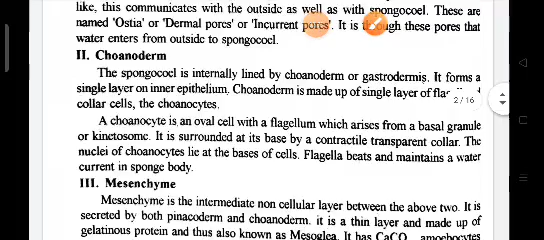 like, this communicates with the outside as well as with spongocoel. These are
named 'Ostia' or 'Dermal pores' or 'Incurrent pores'. It is through these pores that
water enters from outside to spongocoel.
II. Choanoderm
The spongocoel is internally lined by choanoderm or gastrodermis. It forms a
single layer on inner epithelium. Choanoderm is made up of single layer of
2/16
collar cells, the choanocytes.
A choanocyte is an oval cell with a flagellum which arises from a basal granule
or kinetosome. It is surrounded at its base by a contractile transparent collar. The
nuclei of choanocytes lie at the bases of cells. Flagella beats and maintains a water
current in sponge body.
III. Mesenchyme
Mesenchyme is the intermediate non cellular layer between the above two. It is
secreted by both pinacoderm and choanoderm. it is a thin layer and made up of
gelatinous protein and thus also known as Mesoglea. It has CaCO amoebocytes